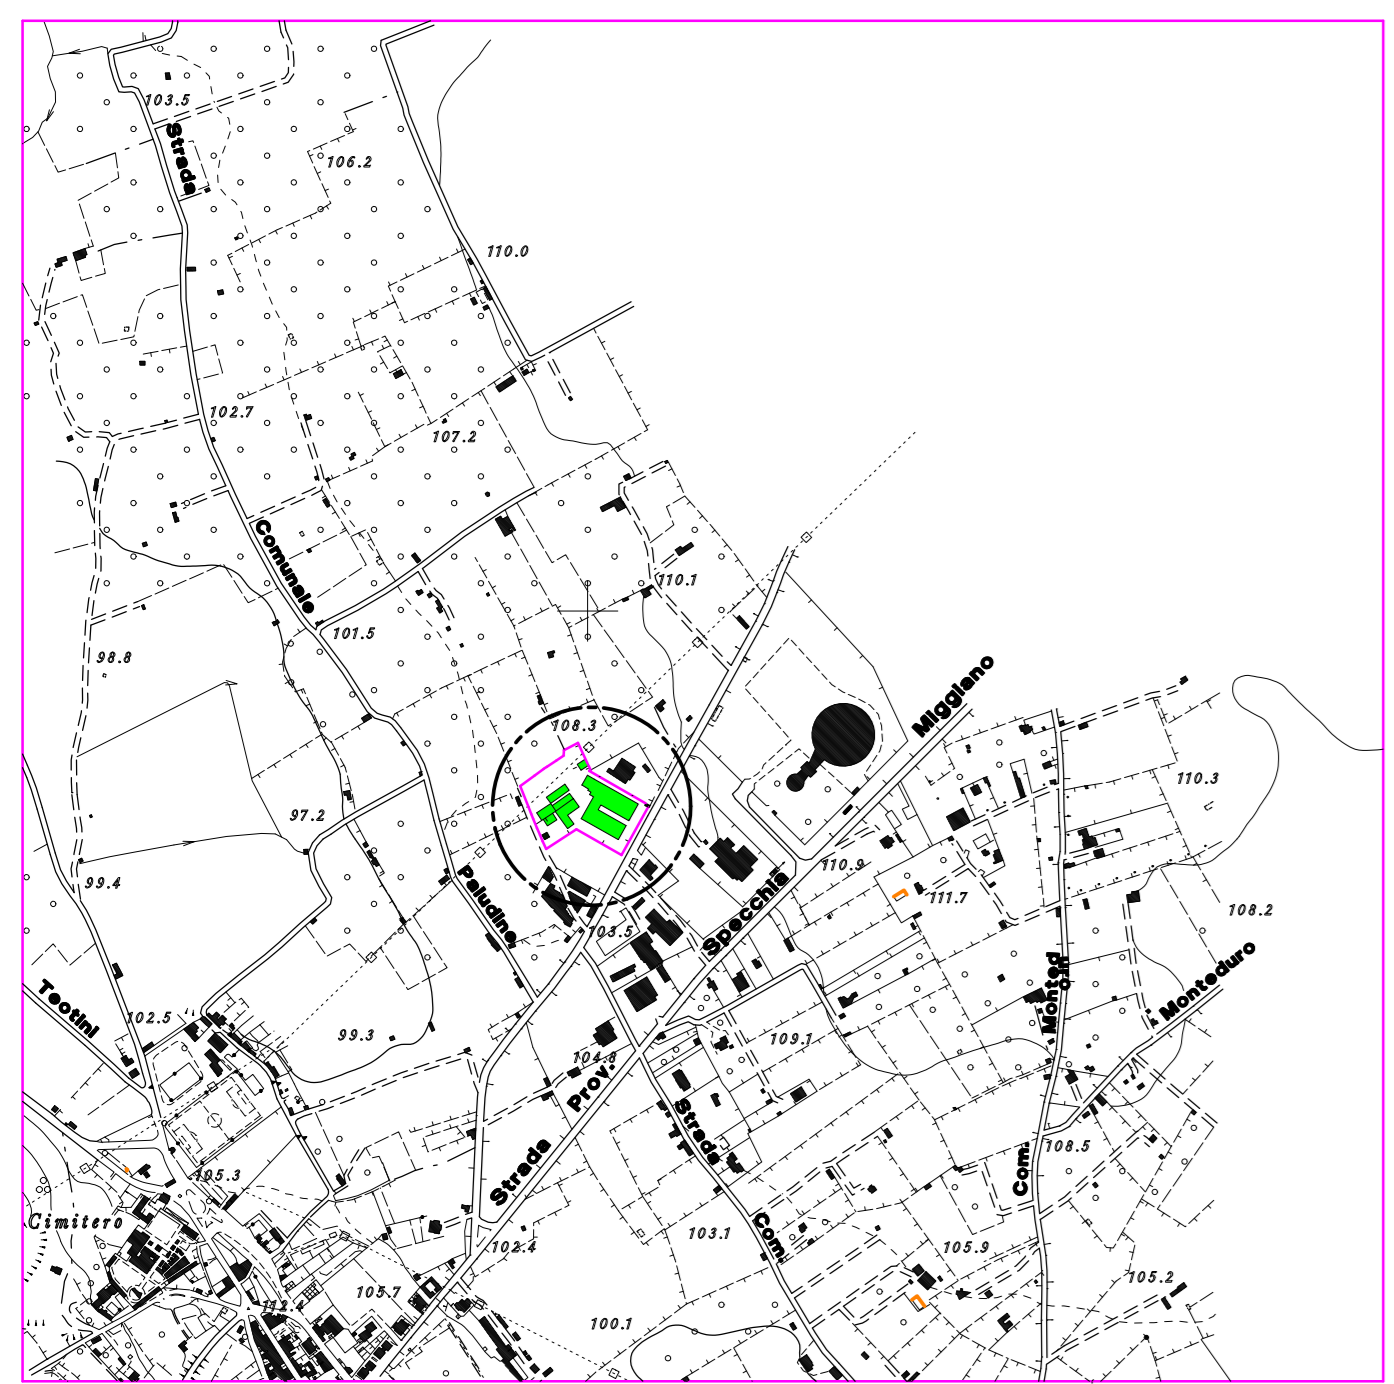 103.5
Strada
106.2
110.0
102.7
107.2
Comunale
110.1
101.5
98.8
Miggiano
108.3
110.3
97.2
110.9
99.4
Paludine
111.7
108.2
Specchia
103.5
Monteduro
Monteduro
Teotini
102.5
99.3
109.1
104.8
Prov.
Strada
108.5
105.3
Strada
Com.
Cimitero
Com.
103.1
102.4
105.9
105.2
105.7
112.4
100.1